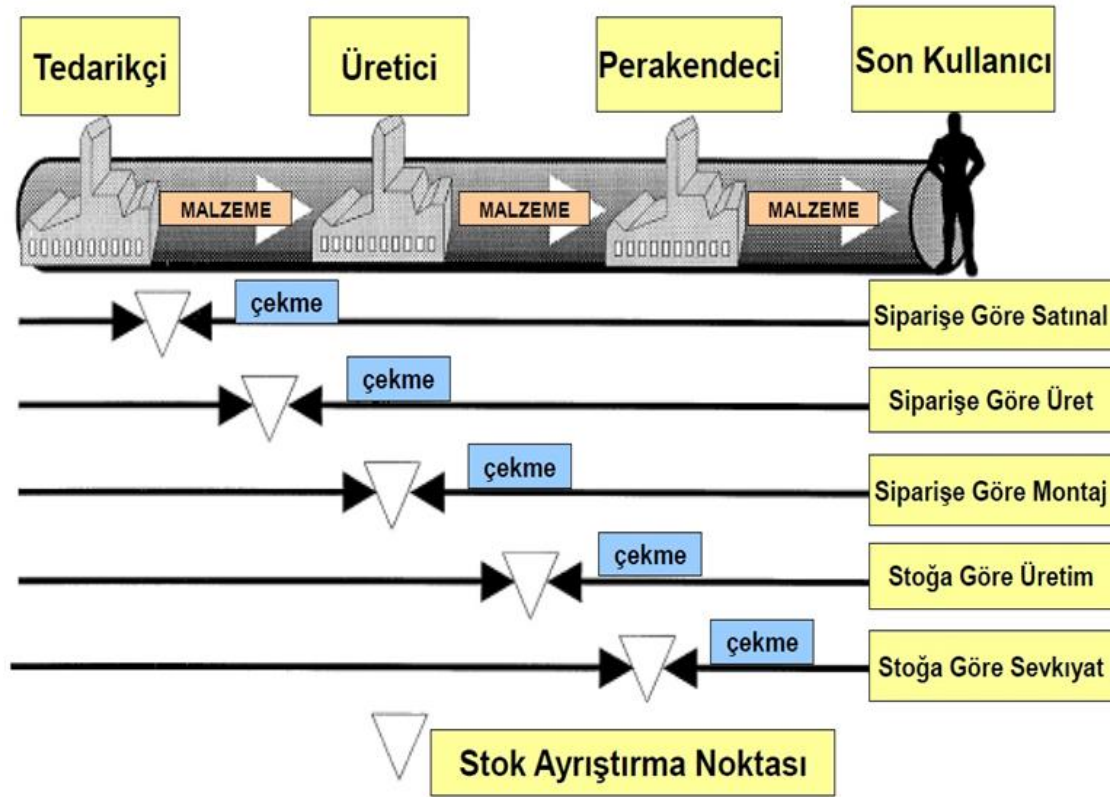 Tedarikçi
Üretici
Perakendeci
Son Kullanıcı
MALZEME
MALZEME
MALZEME
çekme
Siparişe Göre Satınal
çekme
Siparişe Göre Üret
çekme
Siparişe Göre Montaj
çekme
Stoğa Göre Üretim
çekme
Stoğa Göre Sevkıyat
Stok Ayrıştırma Noktası